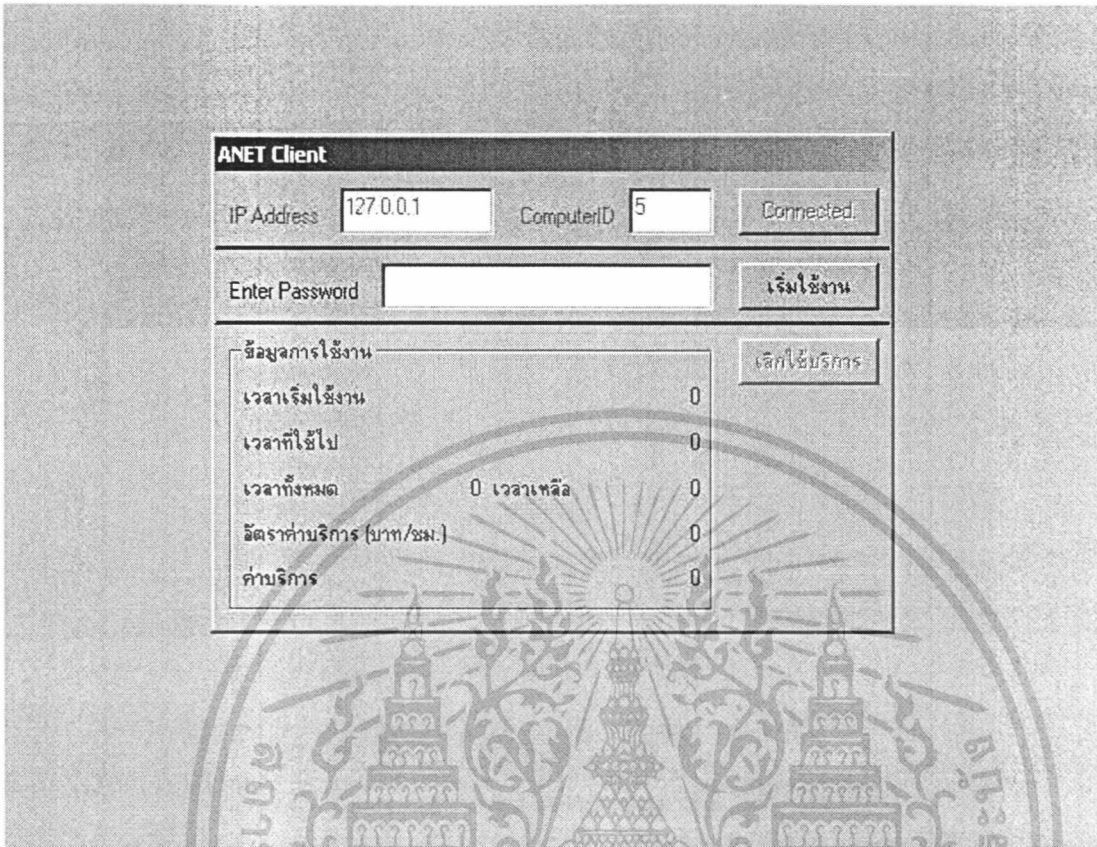 ANET Client
IP Address 127.0.0.1 ComputerID 5 Connected.
Enter Password เริ่มใช้งาน
ข้อมูลการใช้งาน เลิกใช้บริการ
เวลาเริ่มใช้งาน 0
เวลาที่ใช้ไป 0
เวลาทั้งหมด 0 เวลาเหลือ 0
อัตราค่าบริการ (บาท/ชม.) 0
ค่าบริการ 0